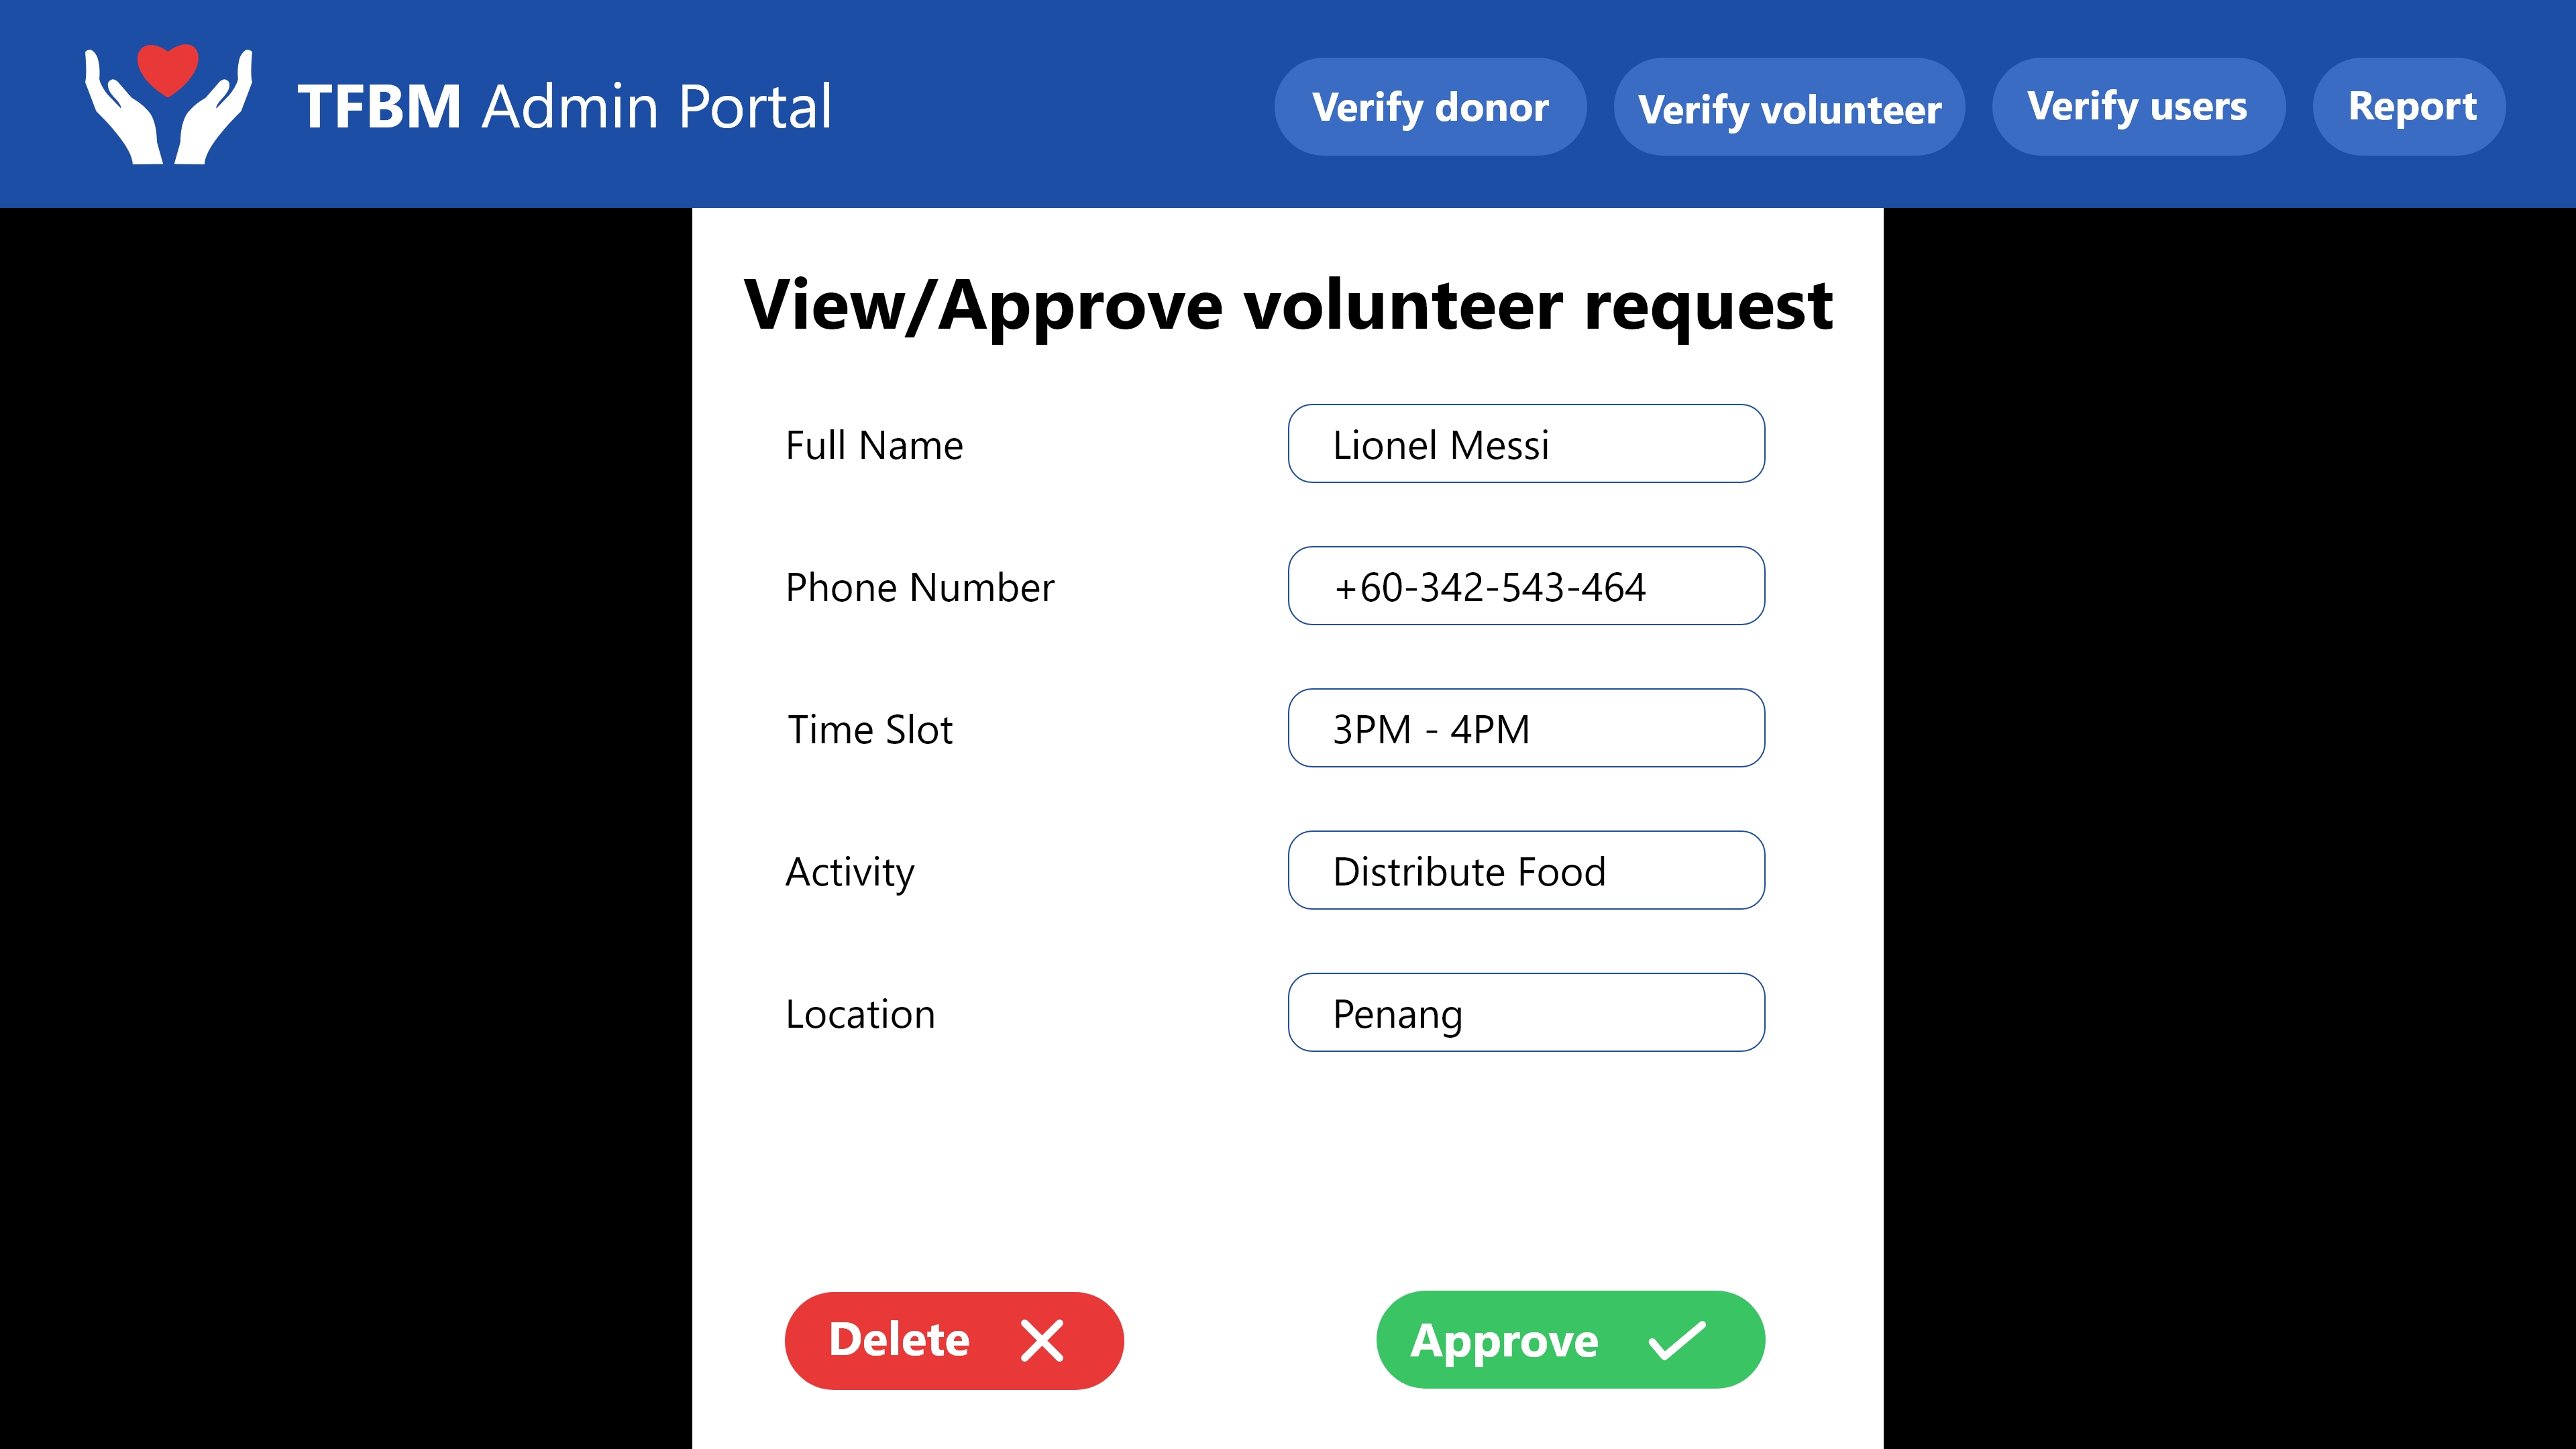 TFBM Admin Portal
Verify donor
Verify volunteer
Verify users
Report
View/Approve volunteer request
Full Name
Lionel Messi
Phone Number
+60-342-543-464
Time Slot
3PM - 4PM
Activity
Distribute Food
Location
Penang
Delete
Approve